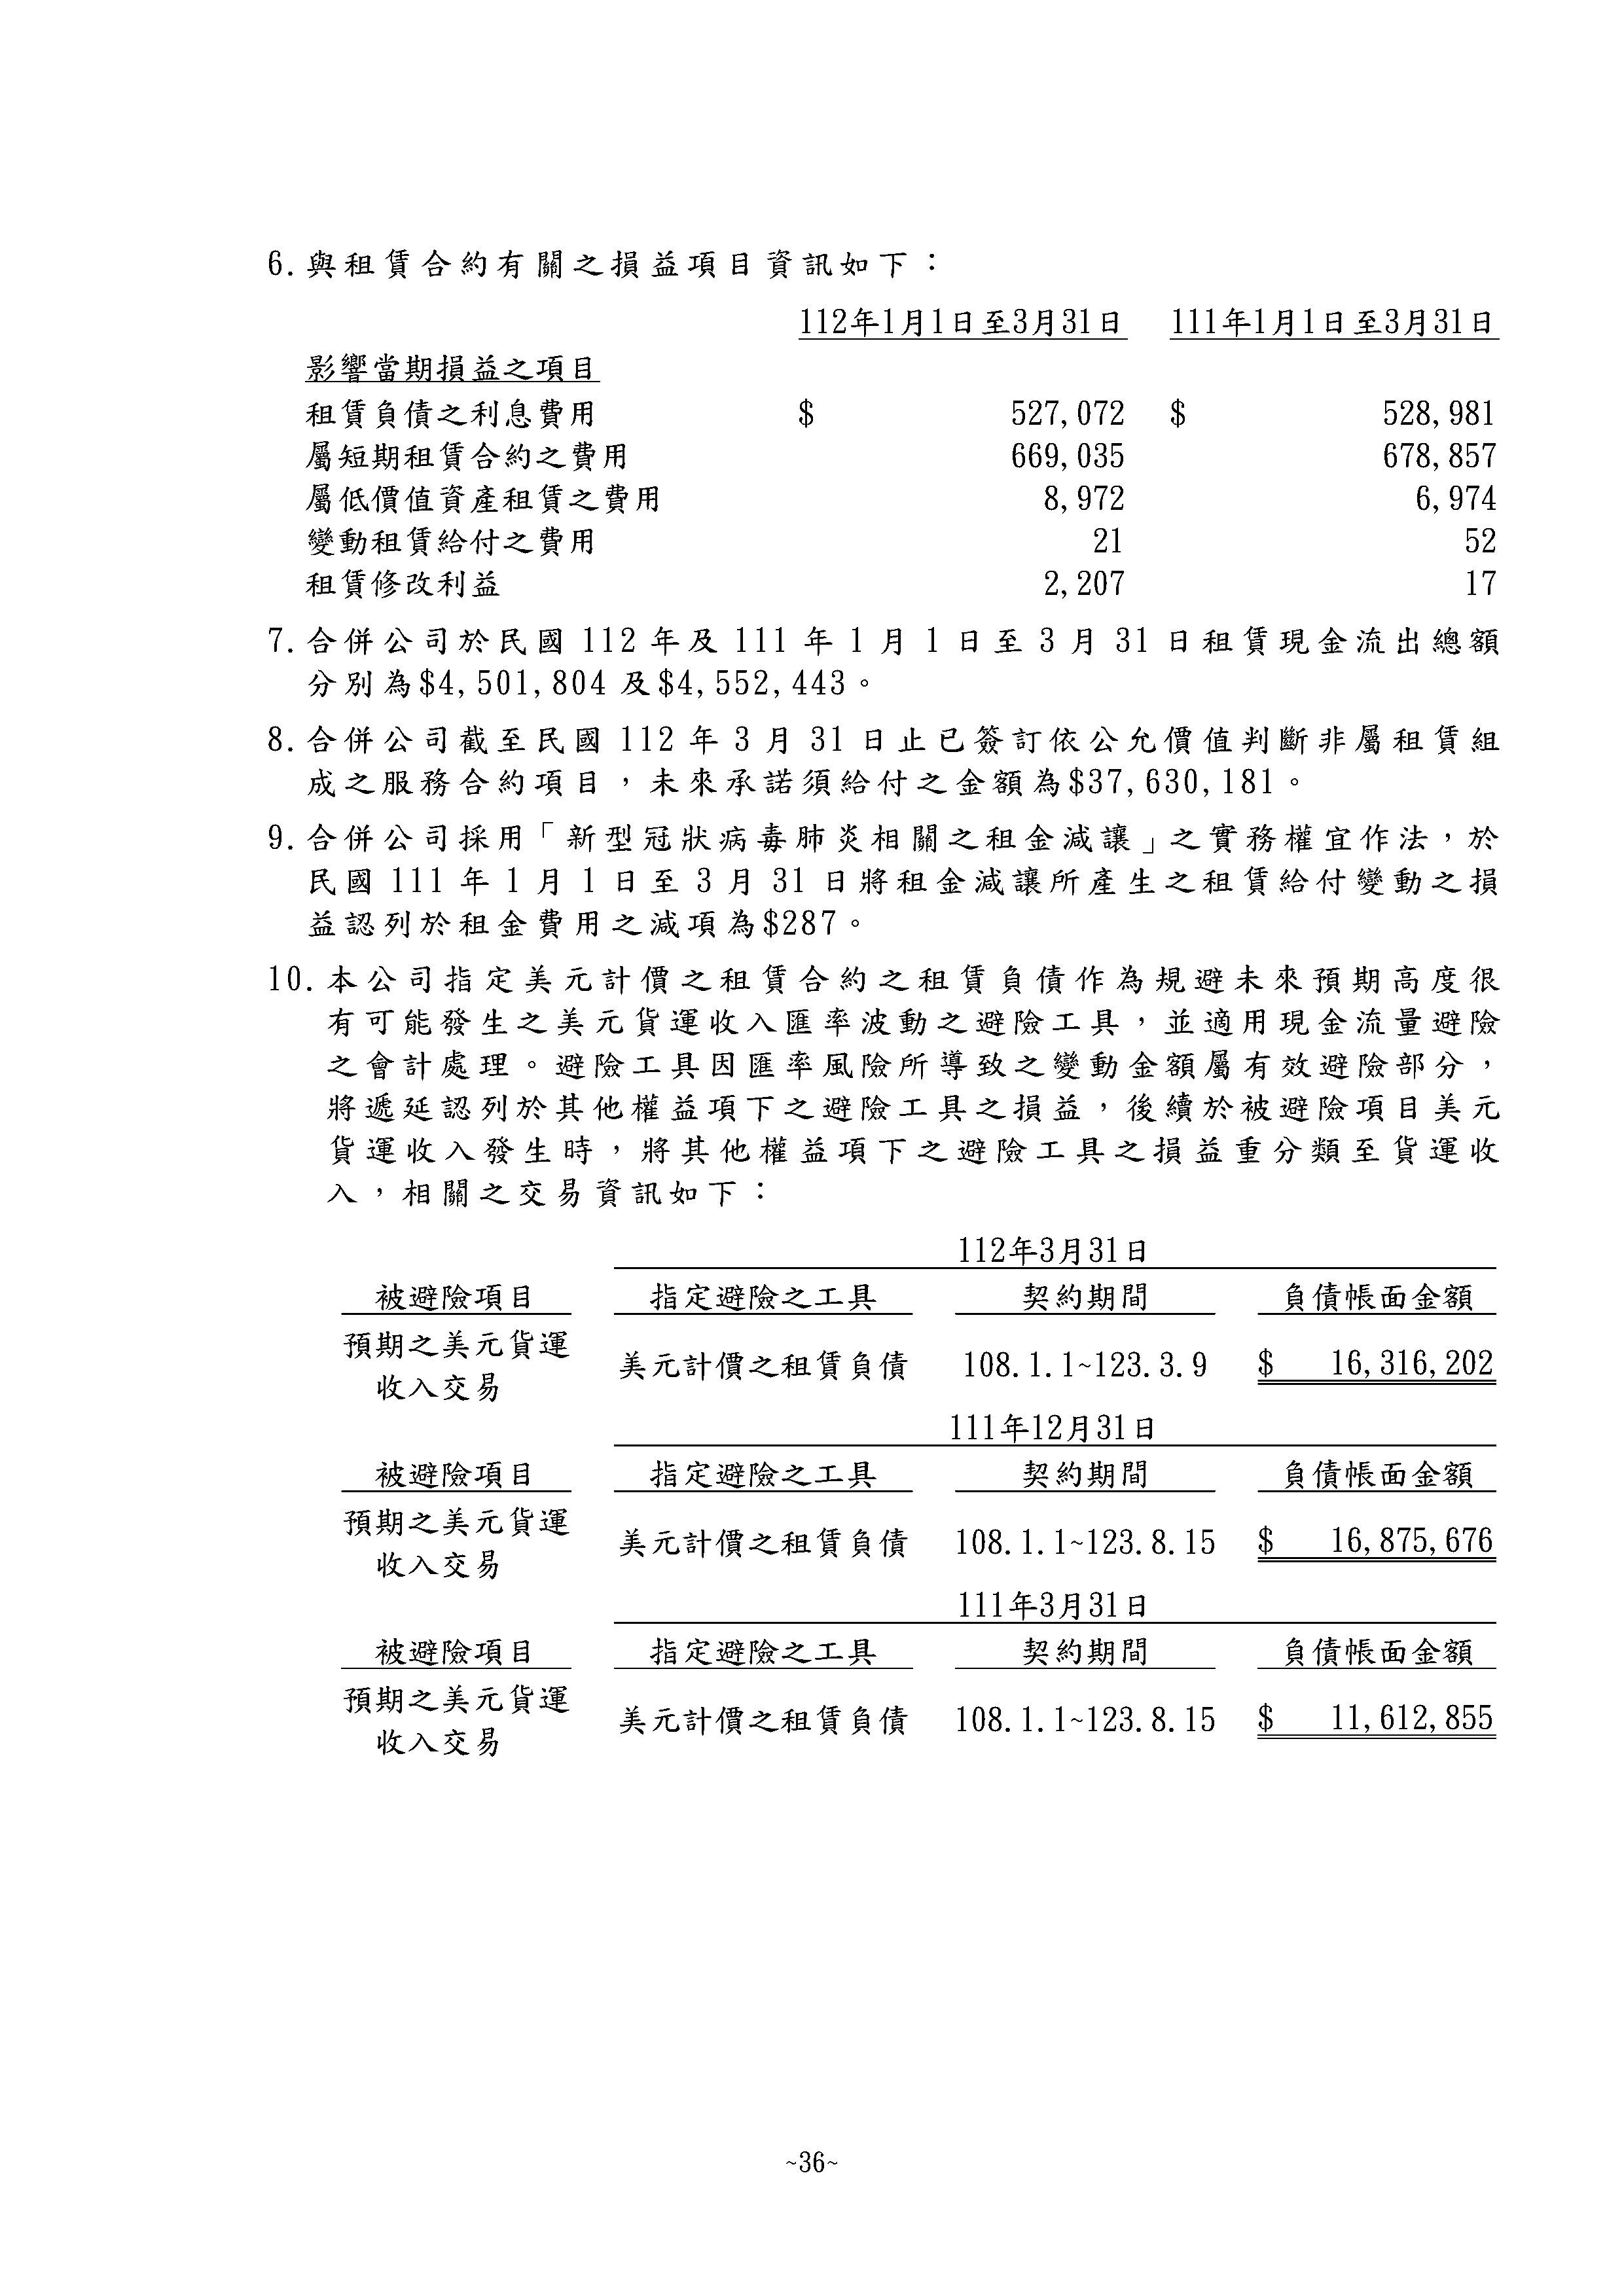 6.與租賃合約有關之損益項目資訊如下：
112年1月1日至3月31日 111年1月1日至3月31日
影響當期損益之項目
租賃負債之利息費用 $ 527,072 $ 528,981
屬短期租賃合約之費用 669,035 678,857
屬低價值資產租賃之費用 8,972 6,974
變動租賃給付之費用 21 52
租賃修改利益 2,207 17
7.合併公司於民國 112 年及 111 年 1 月 1 日至 3 月 31 日租賃現金流出總額
分別為$4,501,804 及$4,552,443。
8.合併公司截至民國 112 年 3 月 31 日止已簽訂依公允價值判斷非屬租賃組
成之服務合約項目，未來承諾須給付之金額為$37,630,181。
9.合併公司採用「新型冠狀病毒肺炎相關之租金減讓」之實務權宜作法，於
民國 111 年 1 月 1 日至 3 月 31 日將租金減讓所產生之租賃給付變動之損
益認列於租金費用之減項為$287。
10.本公司指定美元計價之租賃合約之租賃負債作為規避未來預期高度很
有可能發生之美元貨運收入匯率波動之避險工具，並適用現金流量避險
之會計處理。避險工具因匯率風險所導致之變動金額屬有效避險部分，
將遞延認列於其他權益項下之避險工具之損益，後續於被避險項目美元
貨運收入發生時，將其他權益項下之避險工具之損益重分類至貨運收
入，相關之交易資訊如下：
112年3月31日
被避險項目 指定避險之工具 契約期間 負債帳面金額
預期之美元貨運
收入交易 美元計價之租賃負債 108.1.1~123.3.9 $ 16,316,202
111年12月31日
被避險項目 指定避險之工具 契約期間 負債帳面金額
預期之美元貨運
收入交易 美元計價之租賃負債 108.1.1~123.8.15 $ 16,875,676
111年3月31日
被避險項目 指定避險之工具 契約期間 負債帳面金額
預期之美元貨運
收入交易 美元計價之租賃負債 108.1.1~123.8.15 $ 11,612,855
~36~